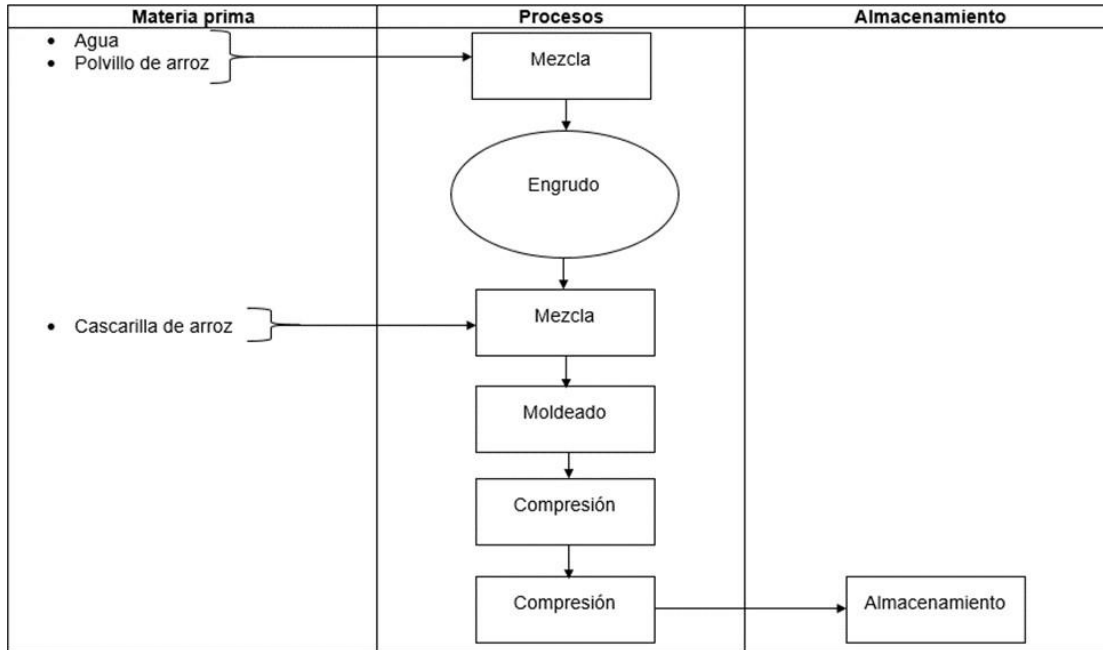 Materia prima
Procesos
Almacenamiento
• Agua
• Polvillo de arroz
Mezcla
Engrudo
• Cascarilla de arroz
Mezcla
Moldeado
Compresión
Compresión
Almacenamiento